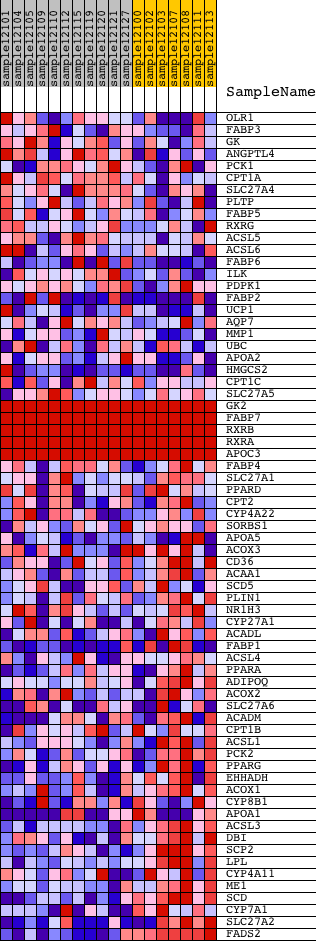 sample12101
sample12104
sample12105
sample12109
sample12110
sample12112
sample12115
sample12119
sample12120
sample12127
sample12100
sample12102
sample12103
sample12107
sample12108
sample12111
SampleName
OLR1
FABP3
GK
ANGPTL4
PCK1
CPT1A
SLC27A4
PLTP
FABP5
RXRG
ACSL5
ACSL6
FABP6
ILK
PDPK1
FABP2
UCP1
AQP7
MMP1
UBC
APOA2
HMGCS2
CPT1C
SLC27A5
GK2
FABP7
RXRB
RXRA
APOC3
FABP4
SLC27A1
PPARD
CPT2
CYP4A22
SORBS1
APOA5
ACOX3
CD36
ACAA1
SCD5
PLIN1
NR1H3
CYP27A1
ACADL
FABP1
ACSL4
PPARA
ADIPOQ
ACOX2
SLC27A6
ACADM
CPT1B
ACSL1
PCK2
PPARG
EHHADH
ACOX1
CYP8B1
APOA1
ACSL3
DBI
SCP2
LPL
CYP4A11
ME1
SCD
CYP7A1
SLC27A2
FADS2